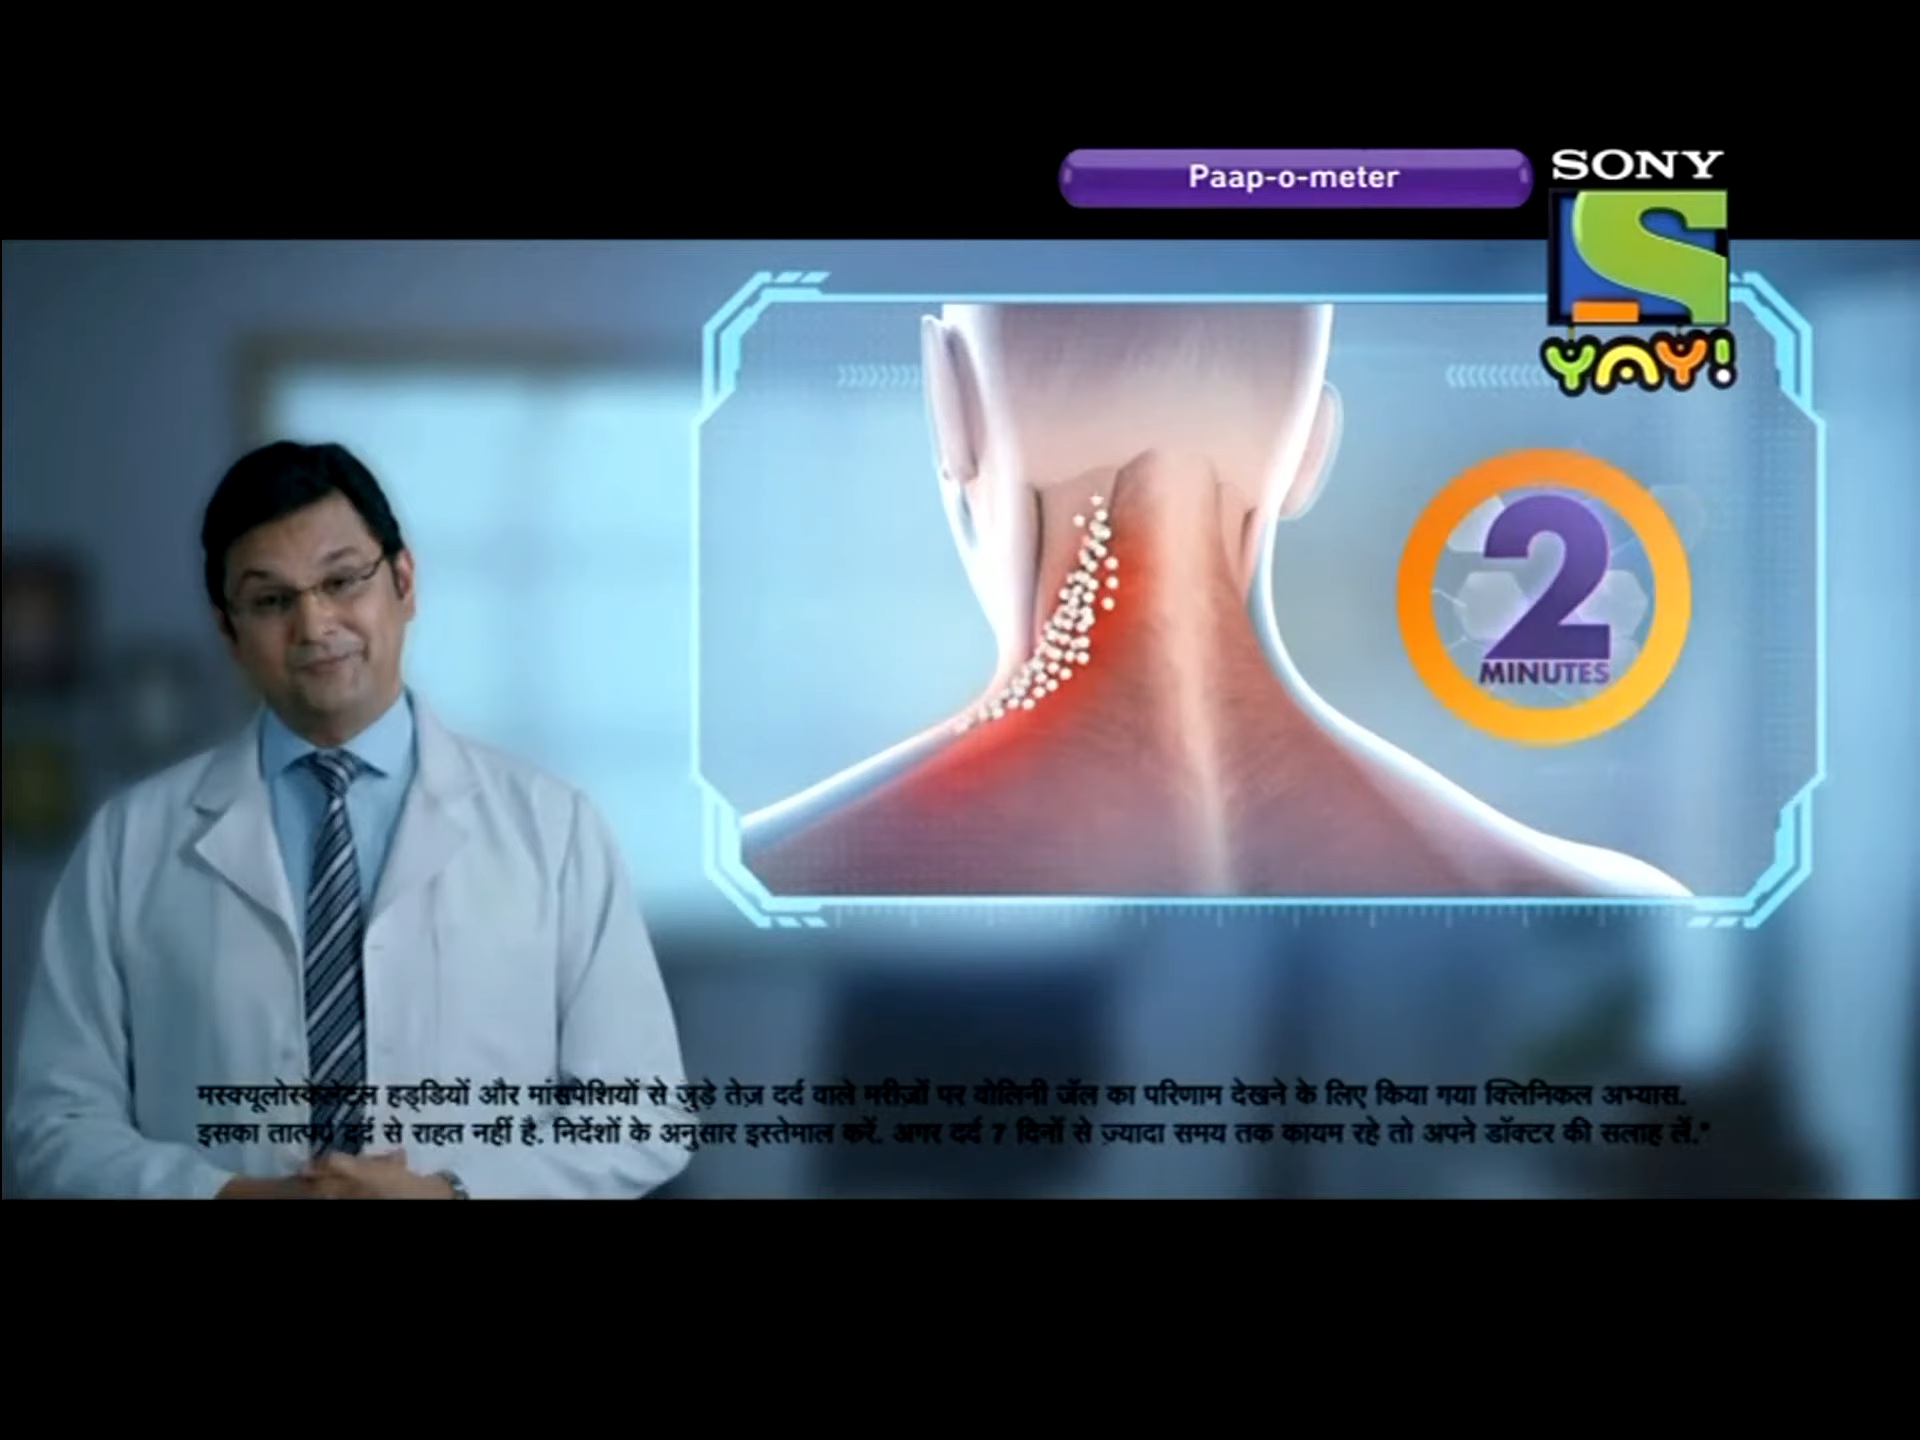 Paap-o-meter
SONY
S
YAY!
2
MINUTES
मस्क्यूलोस्केलेटल हड्डियों और मांसपेशियों से जुड़े तेज़ दर्द वाले मरीज़ों पर वोलिनी जॅल का परिणाम देखने के लिए किया गया क्लिनिकल अभ्यास.
इसका तात्पर्य दर्द से राहत नहीं है. निर्देशों के अनुसार इस्तेमाल करें. अगर दर्द 7 दिनों से ज़्यादा समय तक कायम रहे तो अपने डॉक्टर की सलाह लें.*